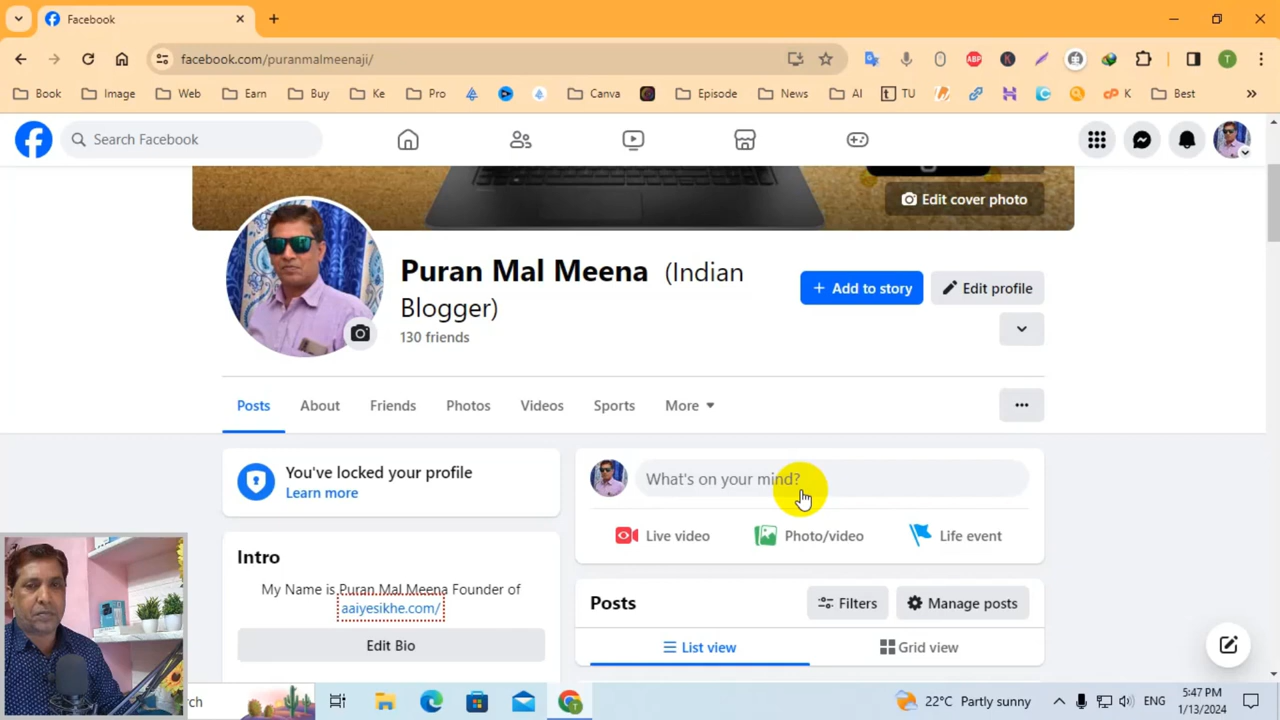 Facebook
facebook.com/puranmalmeenaji/
ABP
K
T
Book
Image
Web
Earn
Buy
Ke
Pro
Canva
Episode
News
AI
TU
K
Best
Search Facebook
Edit cover photo
Puran Mal Meena (Indian
Blogger)
130 friends
Add to story
Edit profile
Posts
About
Friends
Photos
Videos
Sports
More
You've locked your profile
Learn more
What's on your mind?
Live video
Photo/video
Life event
Intro
My Name is Puran Mal Meena Founder of
aaiyesikhe.com/
Edit Bio
Posts
Filters
Manage posts
List view
Grid view
rch
22°C Partly sunny
ENG
5:47 PM
1/13/2024